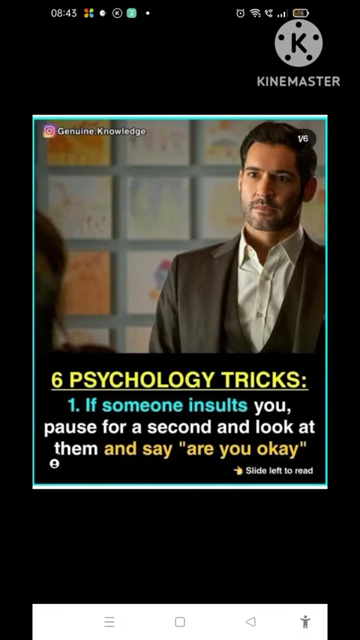 08:43
K
KINEMASTER
Genuine.Knowledge
1/6
6 PSYCHOLOGY TRICKS:
1. If someone insults you,
pause for a second and look at
them and say "are you okay"
Slide left to read